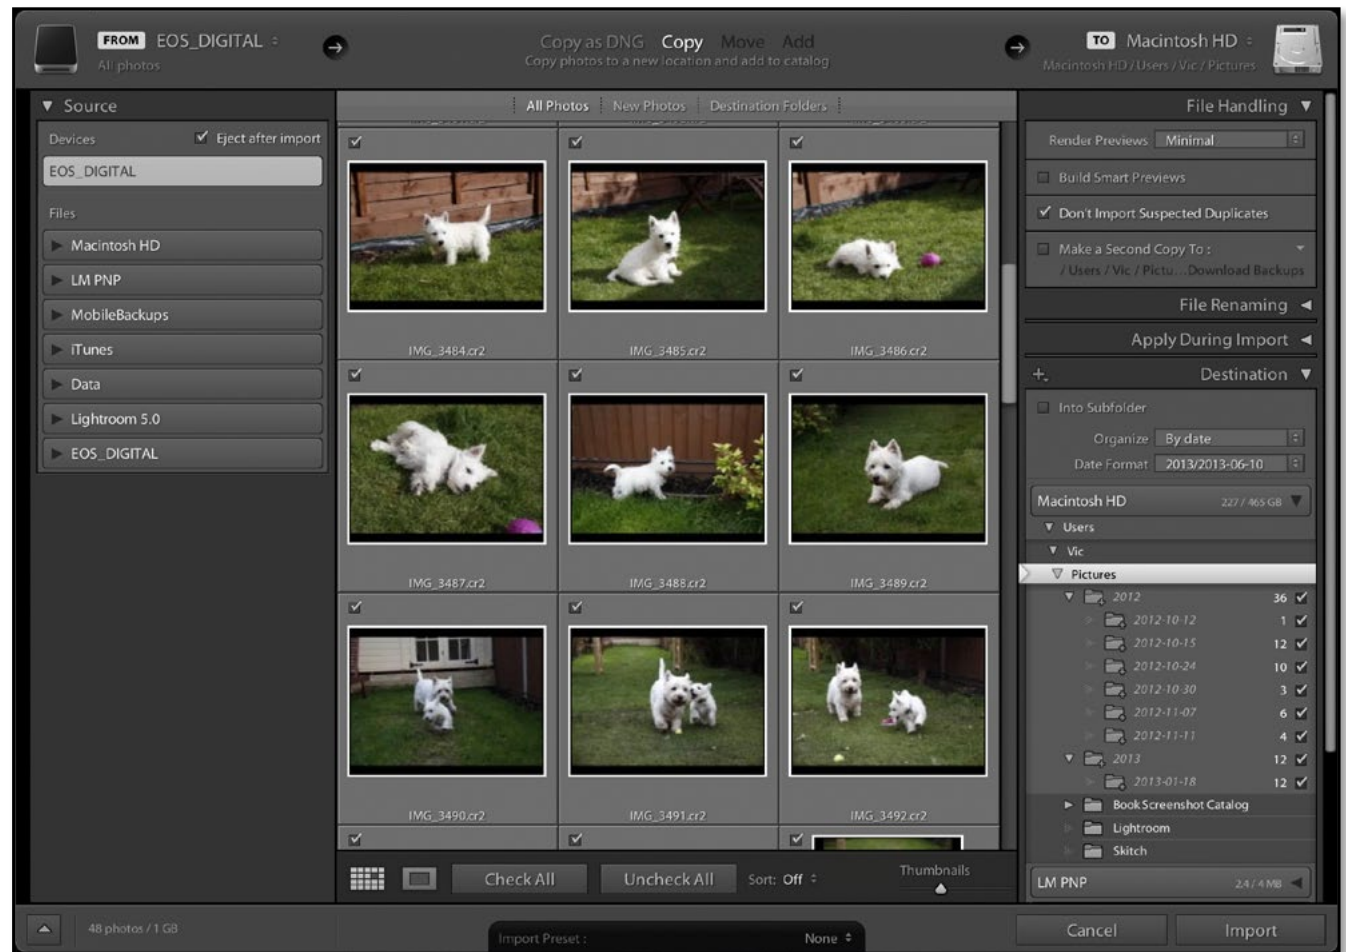 FROM EOS_DIGITAL
All photos
Copy as DNG Copy Move Add
Copy photos to a new location and add to catalog
TO Macintosh HD
Macintosh HD / Users / Vic / Pictures
Source
Devices Eject after import
EOS_DIGITAL
Files
Macintosh HD
LM PNP
MobileBackups
iTunes
Data
Lightroom 5.0
EOS_DIGITAL
All Photos New Photos Destination Folders
IMG_3484.cr2 IMG_3485.cr2 IMG_3486.cr2
IMG_3487.cr2 IMG_3488.cr2 IMG_3489.cr2
IMG_3490.cr2 IMG_3491.cr2 IMG_3492.cr2
Check All Uncheck All Sort: Off Thumbnails
File Handling
Render Previews Minimal
Build Smart Previews
Don't Import Suspected Duplicates
Make a Second Copy To :
/ Users / Vic / Pictu...Download Backups
File Renaming
Apply During Import
Destination
Into Subfolder
Organize By date
Date Format 2013/2013-06-10
Macintosh HD 227 / 465 GB
Users
Vic
Pictures
2012 36
2012-10-12 1
2012-10-15 12
2012-10-24 10
2012-10-30 3
2012-11-07 6
2012-11-11 4
2013 12
2013-01-18 12
Book Screenshot Catalog
Lightroom
Skitch
LM PNP 2.4 / 4 MB
48 photos / 1 GB
Import Preset : None
Cancel Import